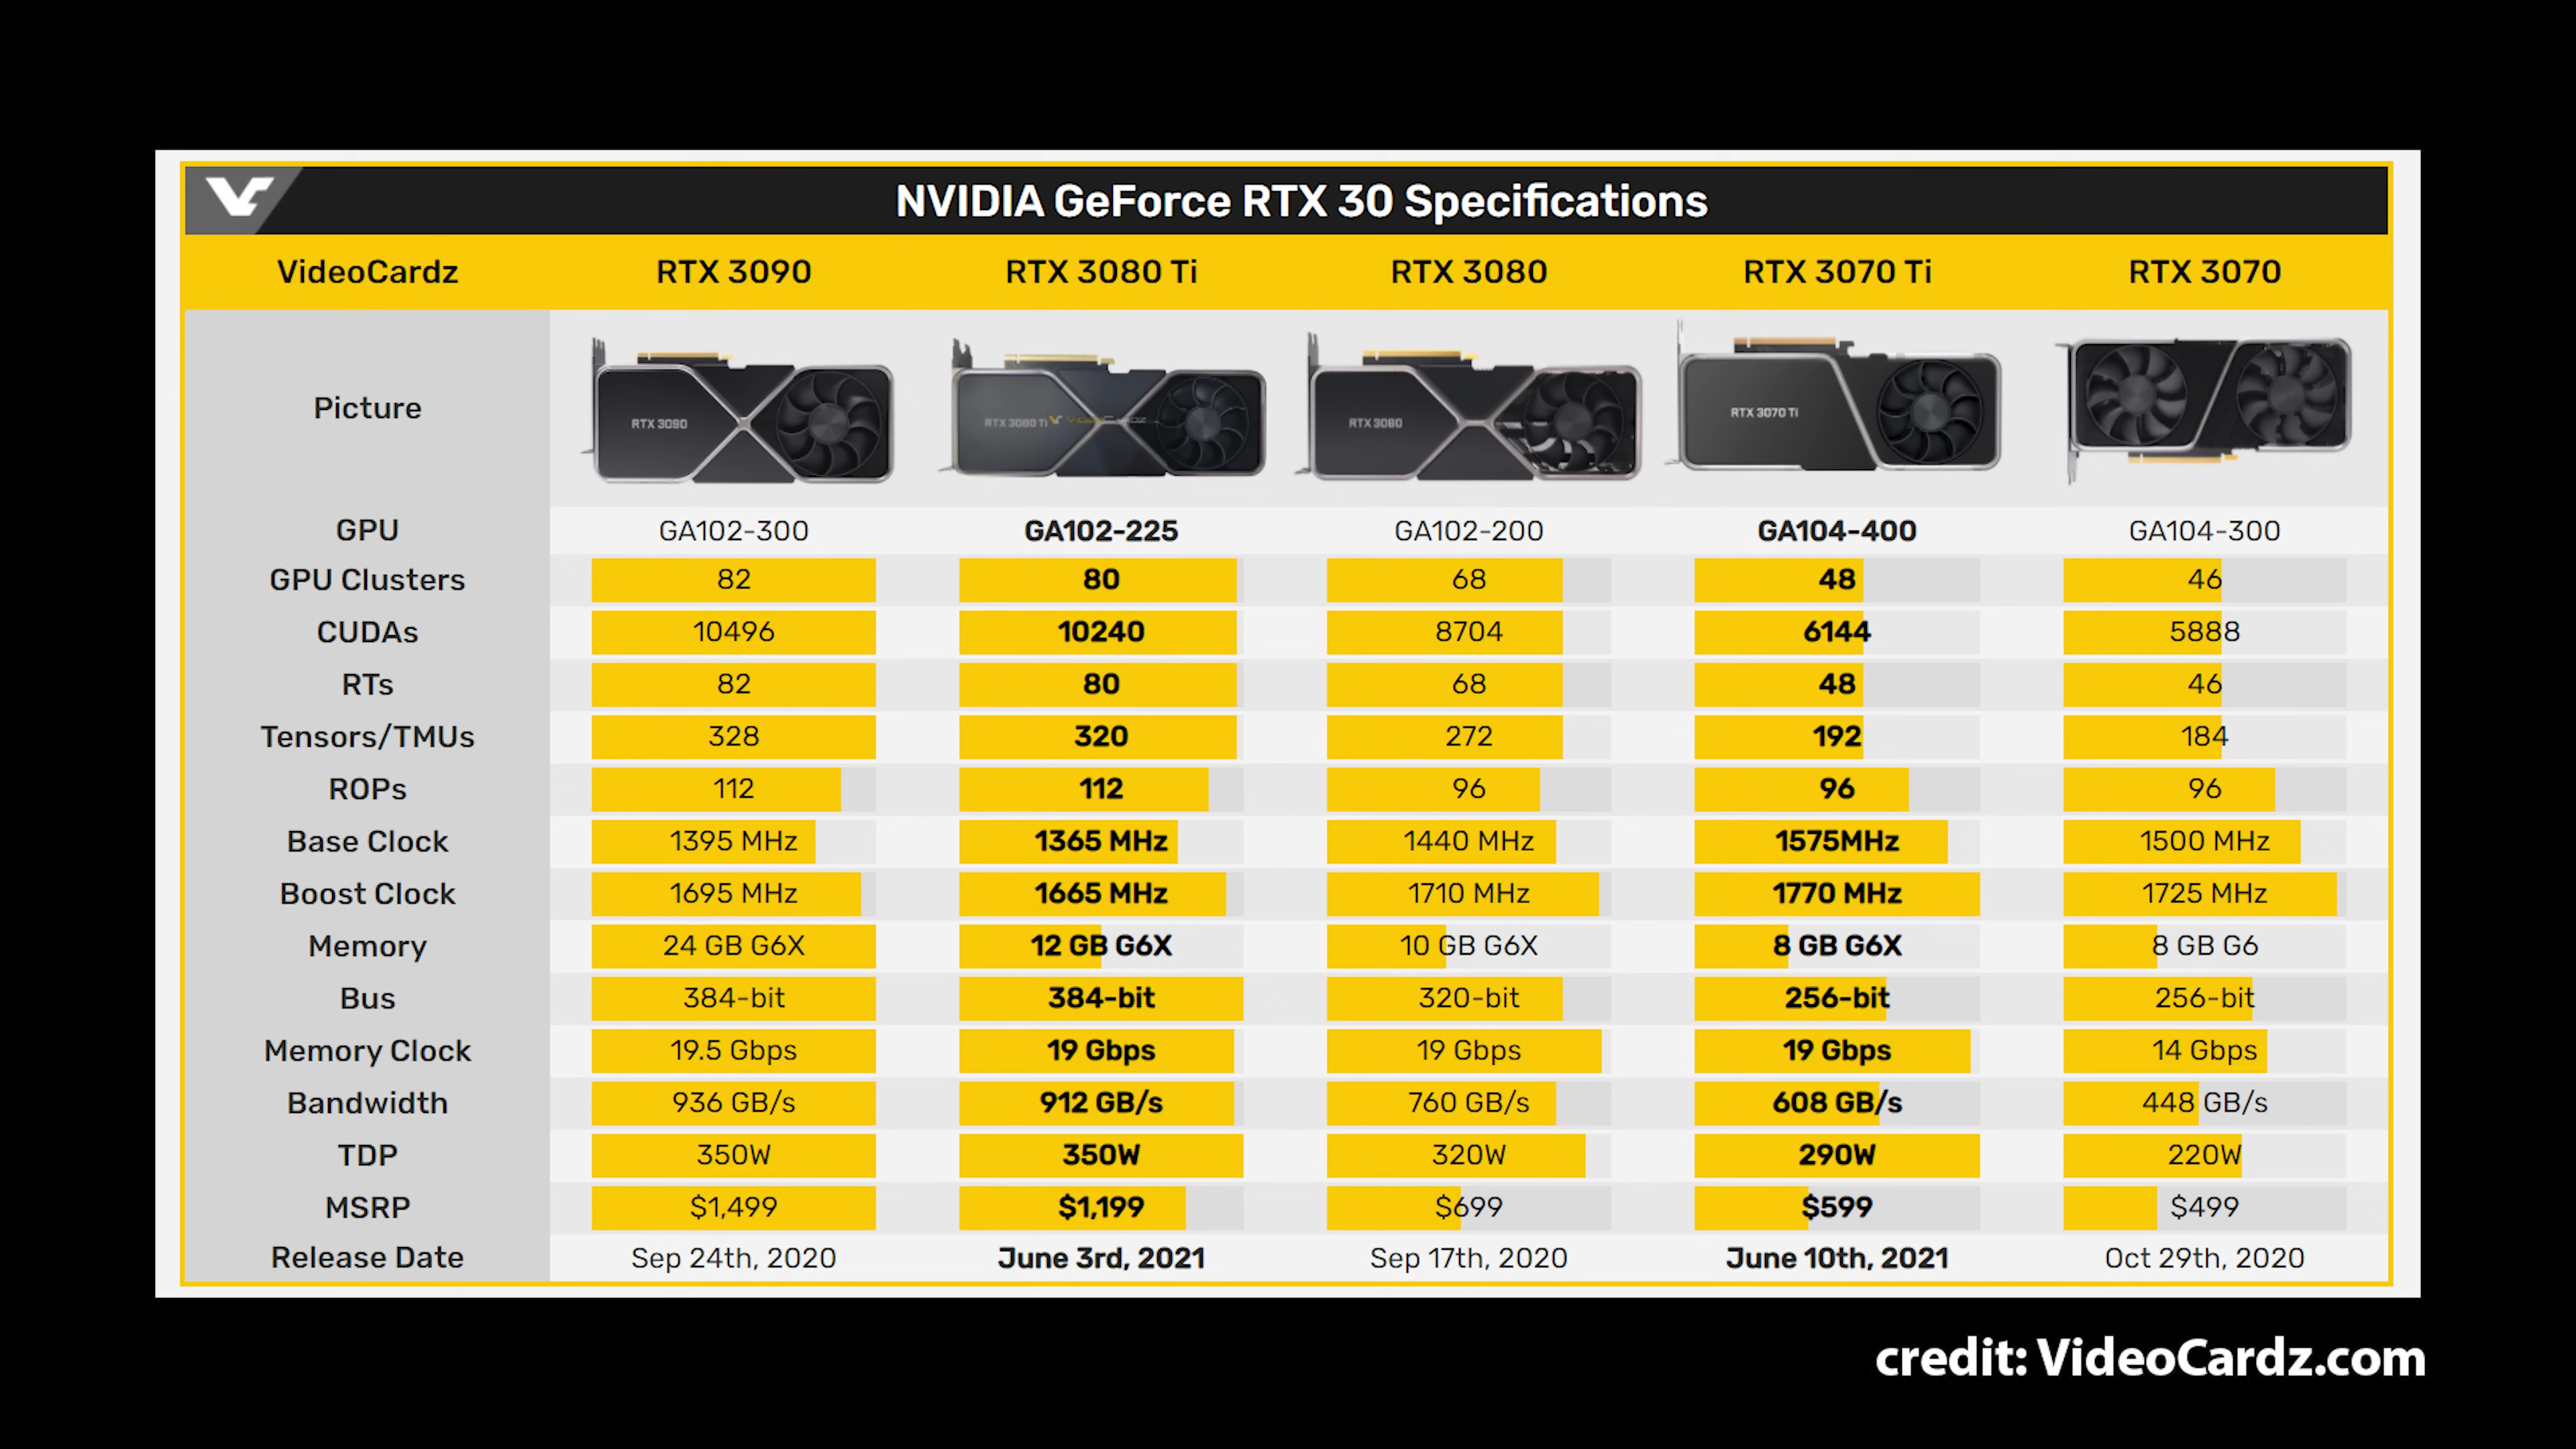 NVIDIA GeForce RTX 30 Specifications
VideoCardz RTX 3090 RTX 3080 Ti RTX 3080 RTX 3070 Ti RTX 3070
Picture
RTX 3090 RTX 3080 Ti VIDEOCARDZ RTX 3080 RTX 3070 Ti
GPU GA102-300 GA102-225 GA102-200 GA104-400 GA104-300
GPU Clusters 82 80 68 48 46
CUDAs 10496 10240 8704 6144 5888
RTs 82 80 68 48 46
Tensors/TMUs 328 320 272 192 184
ROPs 112 112 96 96 96
Base Clock 1395 MHz 1365 MHz 1440 MHz 1575MHz 1500 MHz
Boost Clock 1695 MHz 1665 MHz 1710 MHz 1770 MHz 1725 MHz
Memory 24 GB G6X 12 GB G6X 10 GB G6X 8 GB G6X 8 GB G6
Bus 384-bit 384-bit 320-bit 256-bit 256-bit
Memory Clock 19.5 Gbps 19 Gbps 19 Gbps 19 Gbps 14 Gbps
Bandwidth 936 GB/s 912 GB/s 760 GB/s 608 GB/s 448 GB/s
TDP 350W 350W 320W 290W 220W
MSRP $1,499 $1,199 $699 $599 $499
Release Date Sep 24th, 2020 June 3rd, 2021 Sep 17th, 2020 June 10th, 2021 Oct 29th, 2020
credit: VideoCardz.com